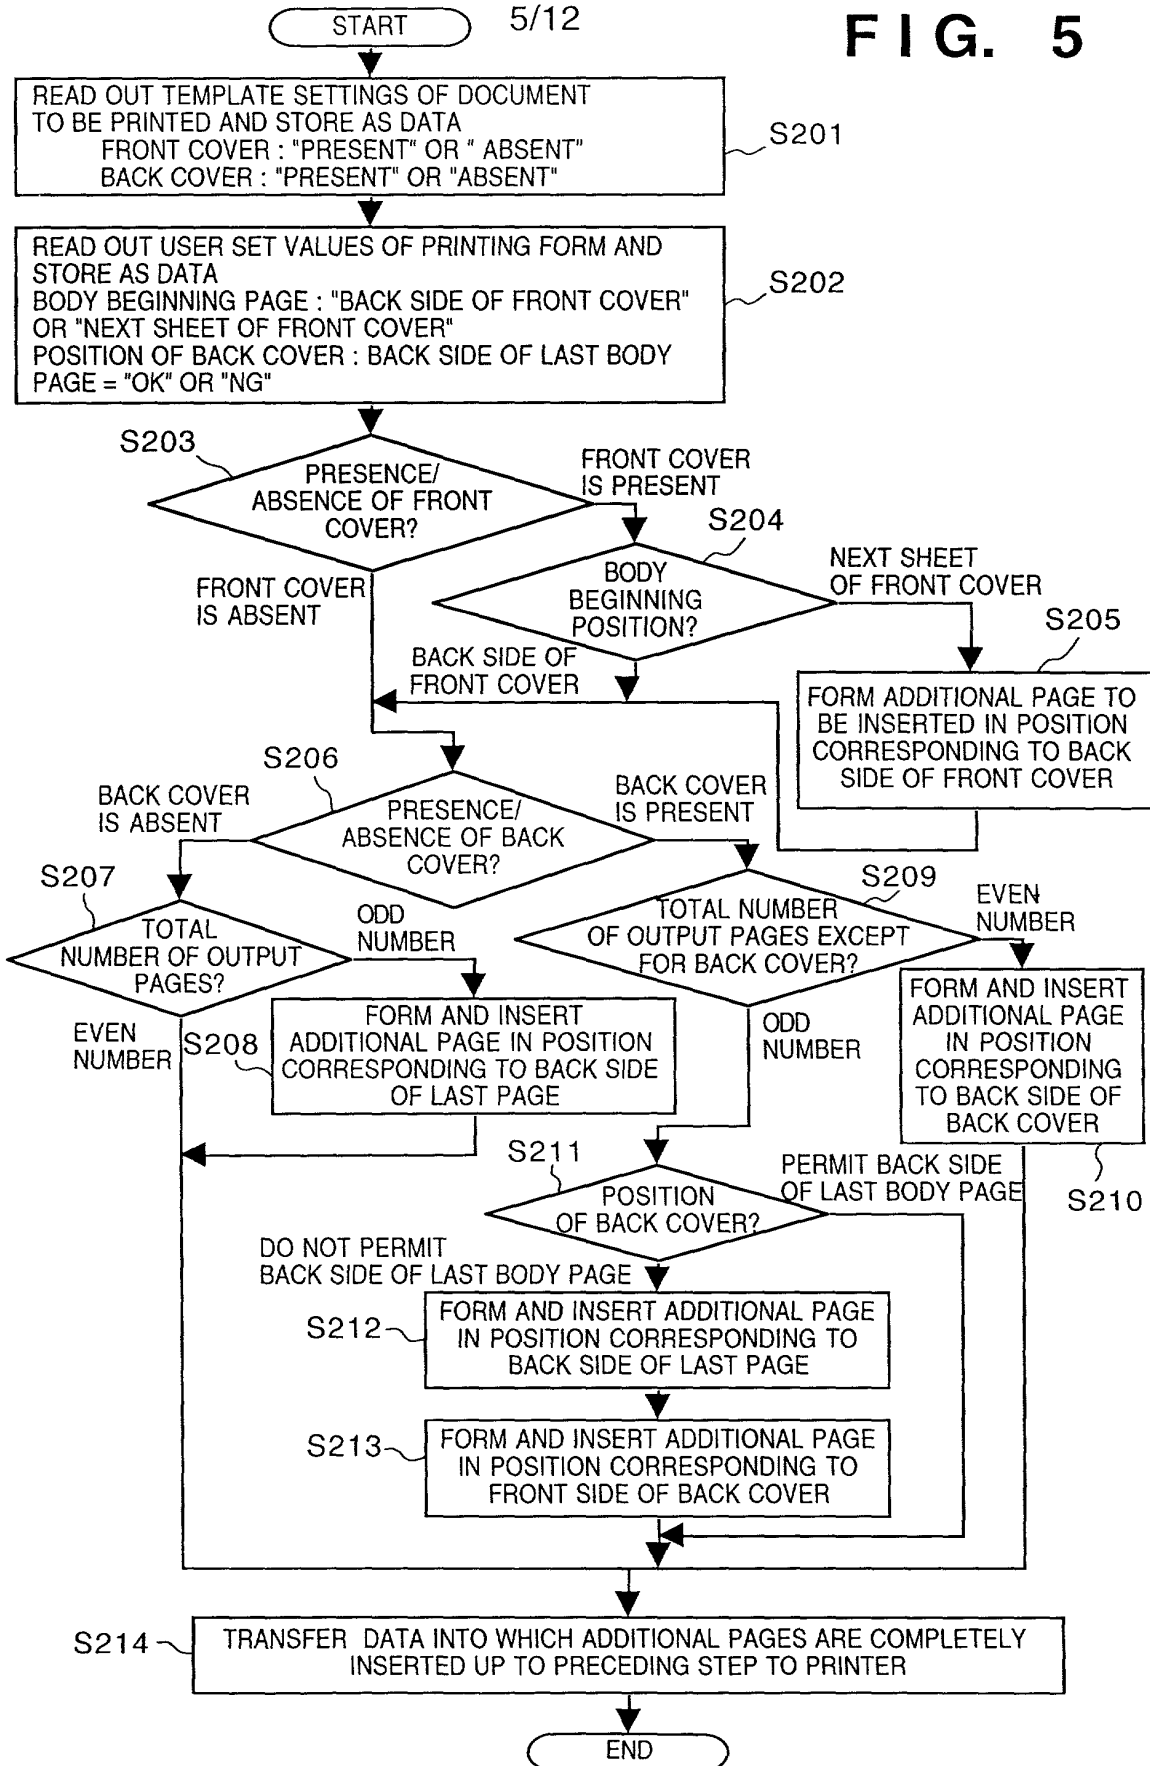 START
5/12
FIG. 5
READ OUT TEMPLATE SETTINGS OF DOCUMENT
TO BE PRINTED AND STORE AS DATA
FRONT COVER : "PRESENT" OR " ABSENT"
BACK COVER : "PRESENT" OR "ABSENT"
S201
READ OUT USER SET VALUES OF PRINTING FORM AND
STORE AS DATA
BODY BEGINNING PAGE : "BACK SIDE OF FRONT COVER"
OR "NEXT SHEET OF FRONT COVER"
POSITION OF BACK COVER : BACK SIDE OF LAST BODY
PAGE = "OK" OR "NG"
S202
S203
PRESENCE/
ABSENCE OF FRONT
COVER?
FRONT COVER
IS PRESENT
FRONT COVER
IS ABSENT
S204
BODY
BEGINNING
POSITION?
NEXT SHEET
OF FRONT COVER
BACK SIDE OF
FRONT COVER
S205
FORM ADDITIONAL PAGE TO
BE INSERTED IN POSITION
CORRESPONDING TO BACK
SIDE OF FRONT COVER
S206
PRESENCE/
ABSENCE OF BACK
COVER?
BACK COVER
IS ABSENT
BACK COVER
IS PRESENT
S207
TOTAL
NUMBER OF OUTPUT
PAGES?
ODD
NUMBER
EVEN
NUMBER
S208
FORM AND INSERT
ADDITIONAL PAGE IN POSITION
CORRESPONDING TO BACK SIDE
OF LAST PAGE
S209
TOTAL NUMBER
OF OUTPUT PAGES EXCEPT
FOR BACK COVER?
EVEN
NUMBER
ODD
NUMBER
FORM AND INSERT
ADDITIONAL PAGE
IN POSITION
CORRESPONDING
TO BACK SIDE OF
BACK COVER
S210
S211
POSITION
OF BACK COVER?
PERMIT BACK SIDE
OF LAST BODY PAGE
DO NOT PERMIT
BACK SIDE OF LAST BODY PAGE
S212
FORM AND INSERT ADDITIONAL PAGE
IN POSITION CORRESPONDING TO
BACK SIDE OF LAST PAGE
S213
FORM AND INSERT ADDITIONAL PAGE
IN POSITION CORRESPONDING TO
FRONT SIDE OF BACK COVER
S214
TRANSFER DATA INTO WHICH ADDITIONAL PAGES ARE COMPLETELY
INSERTED UP TO PRECEDING STEP TO PRINTER
END